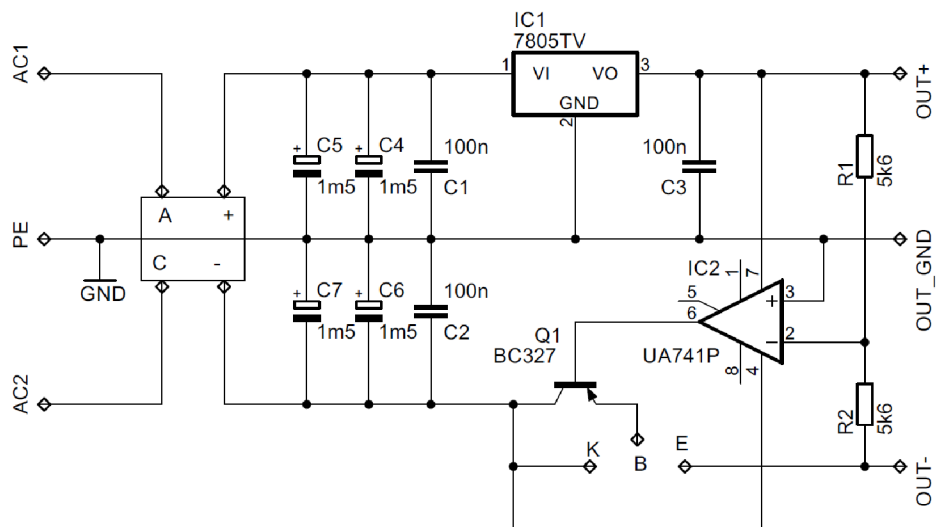 IC1
7805TV
AC1
1
VI
VO
3
GND
2
OUT+
+
C5
1m5
+
C4
1m5
100n
C1
100n
C3
R1
5k6
A
+
PE
C
-
GND
OUT_GND
+
C7
1m5
+
C6
1m5
100n
C2
IC2
1
7
5
6
+
3
−
2
UA741P
8
4
Q1
BC327
AC2
R2
5k6
K
B
E
OUT-